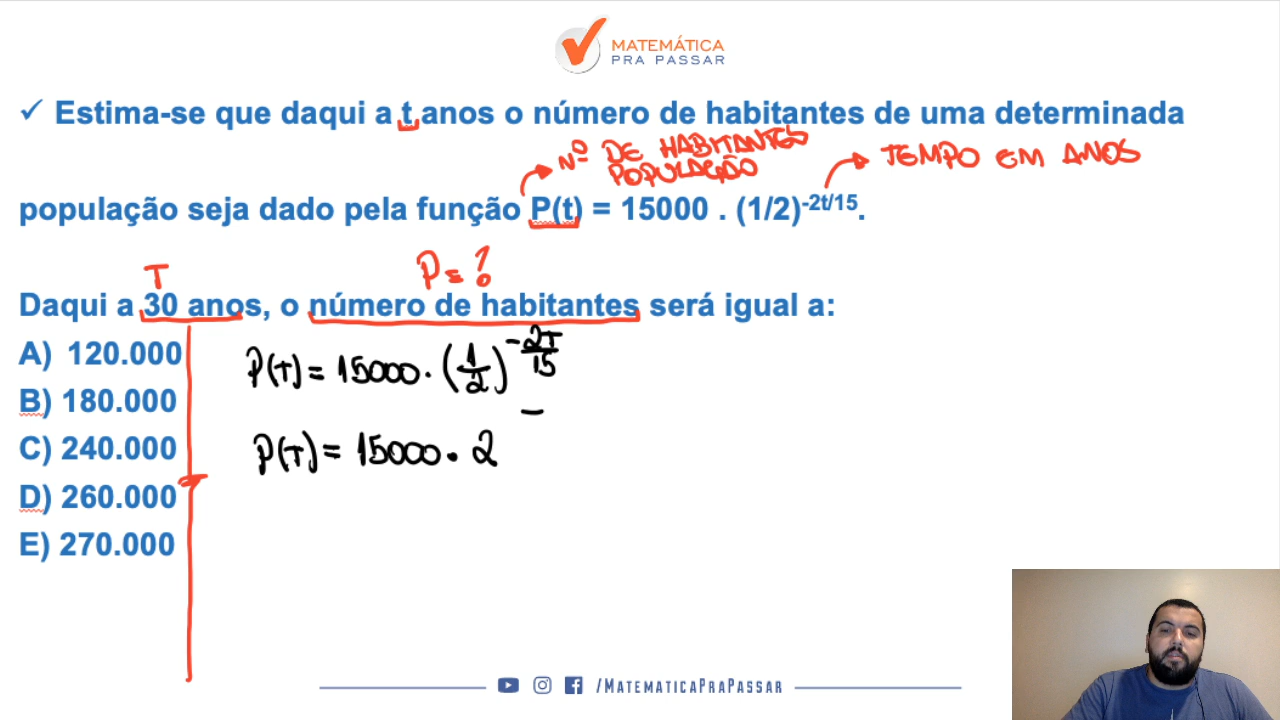 MATEMÁTICA
PRA PASSAR
✓ Estima-se que daqui a t anos o número de habitantes de uma determinada
Nº DE HABITANTES
POPULAÇÃO
TEMPO EM ANOS
população seja dado pela função P(t) = 15000 . (1/2)^-2t/15.
T
P = ?
Daqui a 30 anos, o número de habitantes será igual a:
A) 120.000
B) 180.000
C) 240.000
D) 260.000
E) 270.000
P(T) = 15000 · (1/2)^-2T/15
P(T) = 15000 · 2
/MATEMATICAPRAPASSAR